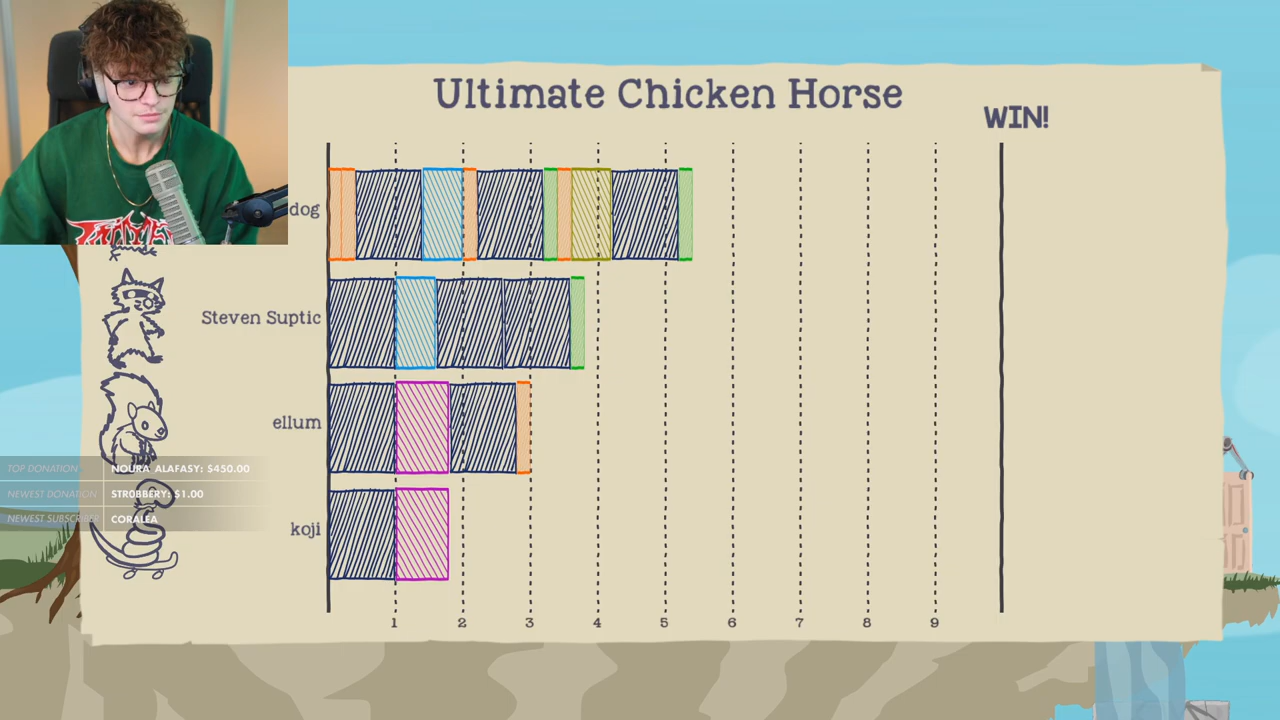 Ultimate Chicken Horse
WIN!
dog
Steven Suptic
ellum
koji
TOP DONATION NOURA ALAFASY: $450.00
NEWEST DONATION STR0BBERY: $1.00
NEWEST SUBSCRIBER CORALEA
1 2 3 4 5 6 7 8 9